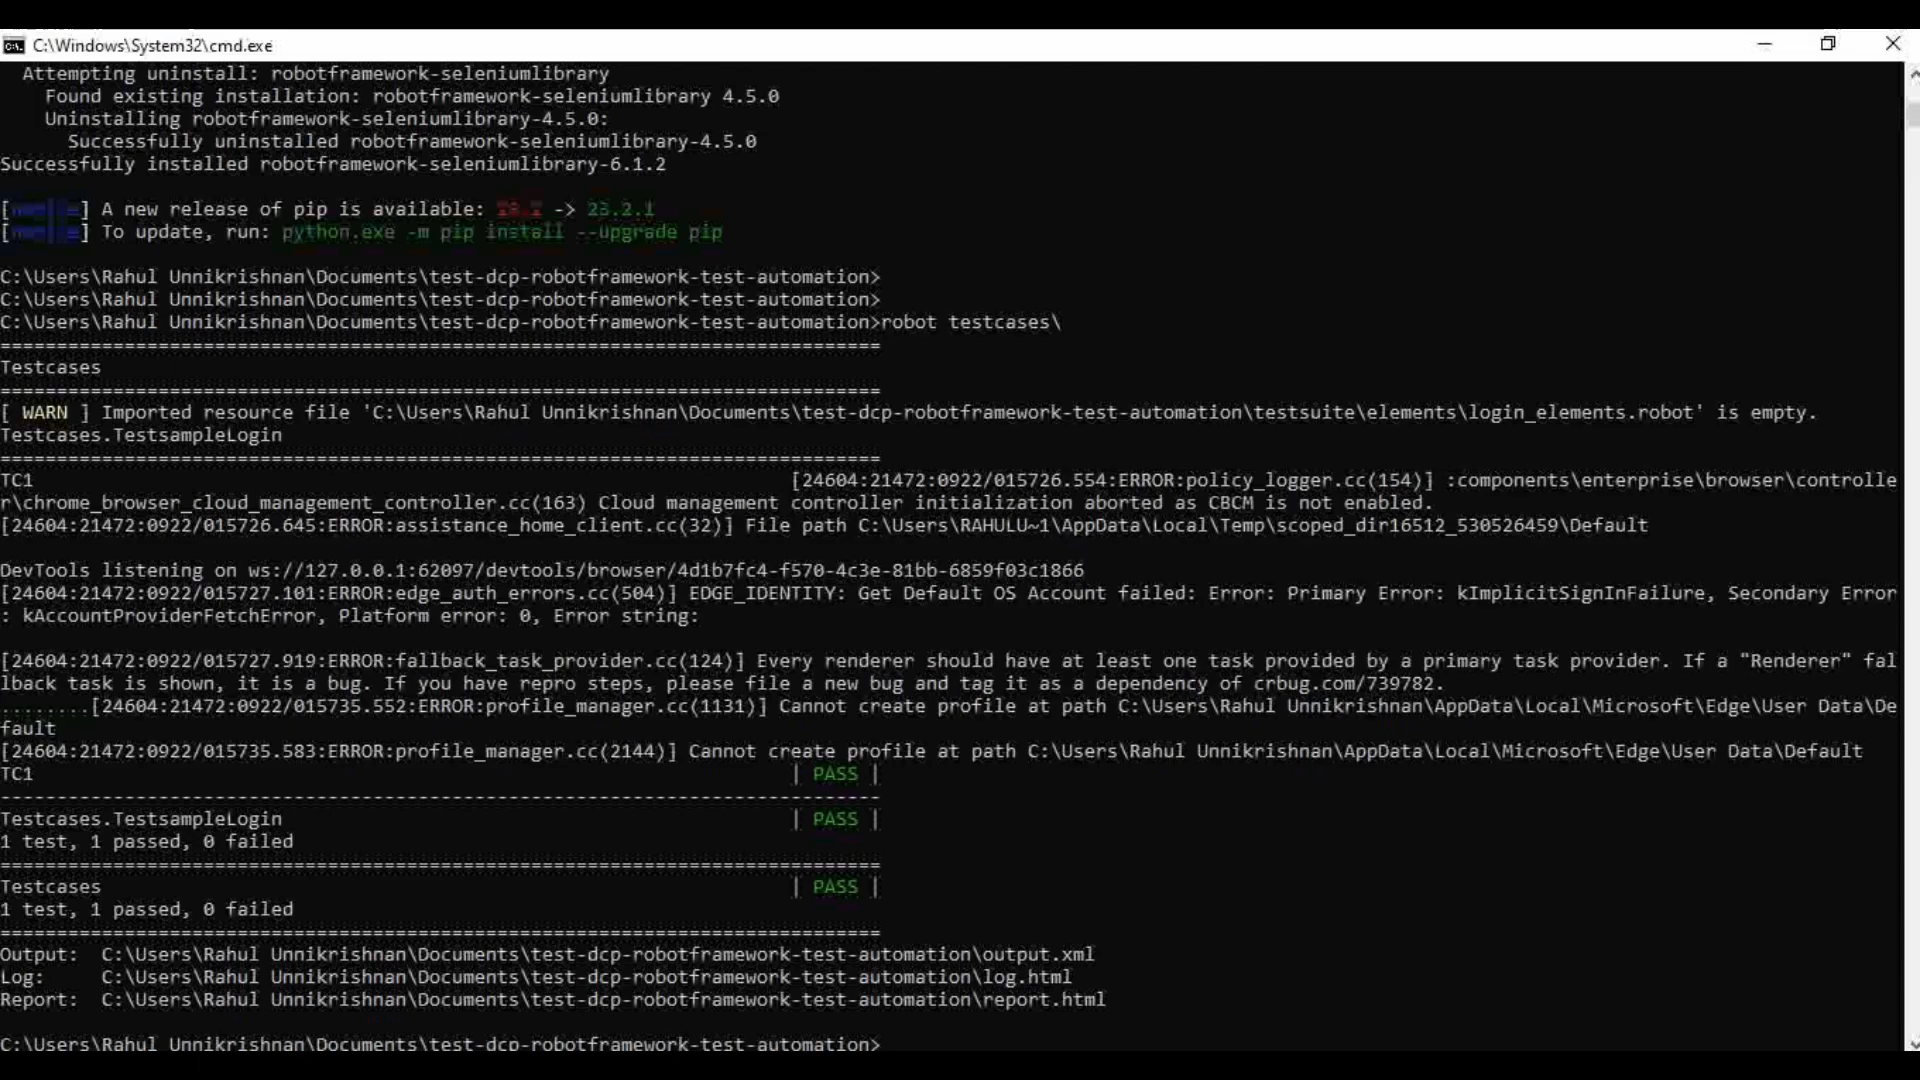 C:\Windows\System32\cmd.exe
Attempting uninstall: robotframework-seleniumlibrary
Found existing installation: robotframework-seleniumlibrary 4.5.0
Uninstalling robotframework-seleniumlibrary-4.5.0:
Successfully uninstalled robotframework-seleniumlibrary-4.5.0
Successfully installed robotframework-seleniumlibrary-6.1.2
[ ] A new release of pip is available: -> 23.2.1
[ ] To update, run: python.exe -m pip install --upgrade pip
C:\Users\Rahul Unnikrishnan\Documents\test-dcp-robotframework-test-automation>
C:\Users\Rahul Unnikrishnan\Documents\test-dcp-robotframework-test-automation>
C:\Users\Rahul Unnikrishnan\Documents\test-dcp-robotframework-test-automation>robot testcases\
==============================================================================
Testcases
==============================================================================
[ WARN ] Imported resource file 'C:\Users\Rahul Unnikrishnan\Documents\test-dcp-robotframework-test-automation\testsuite\elements\login_elements.robot' is empty.
Testcases.TestsampleLogin
==============================================================================
TC1 [24604:21472:0922/015726.554:ERROR:policy_logger.cc(154)] :components\enterprise\browser\controlle
r\chrome_browser_cloud_management_controller.cc(163) Cloud management controller initialization aborted as CBCM is not enabled.
[24604:21472:0922/015726.645:ERROR:assistance_home_client.cc(32)] File path C:\Users\RAHULU~1\AppData\Local\Temp\scoped_dir16512_530526459\Default
DevTools listening on ws://127.0.0.1:62097/devtools/browser/4d1b7fc4-f570-4c3e-81bb-6859f03c1866
[24604:21472:0922/015727.101:ERROR:edge_auth_errors.cc(504)] EDGE_IDENTITY: Get Default OS Account failed: Error: Primary Error: kImplicitSignInFailure, Secondary Error
: kAccountProviderFetchError, Platform error: 0, Error string:
[24604:21472:0922/015727.919:ERROR:fallback_task_provider.cc(124)] Every renderer should have at least one task provided by a primary task provider. If a "Renderer" fal
lback task is shown, it is a bug. If you have repro steps, please file a new bug and tag it as a dependency of crbug.com/739782.
........[24604:21472:0922/015735.552:ERROR:profile_manager.cc(1131)] Cannot create profile at path C:\Users\Rahul Unnikrishnan\AppData\Local\Microsoft\Edge\User Data\De
fault
[24604:21472:0922/015735.583:ERROR:profile_manager.cc(2144)] Cannot create profile at path C:\Users\Rahul Unnikrishnan\AppData\Local\Microsoft\Edge\User Data\Default
TC1 | PASS |
------------------------------------------------------------------------------
Testcases.TestsampleLogin | PASS |
1 test, 1 passed, 0 failed
==============================================================================
Testcases | PASS |
1 test, 1 passed, 0 failed
==============================================================================
Output: C:\Users\Rahul Unnikrishnan\Documents\test-dcp-robotframework-test-automation\output.xml
Log: C:\Users\Rahul Unnikrishnan\Documents\test-dcp-robotframework-test-automation\log.html
Report: C:\Users\Rahul Unnikrishnan\Documents\test-dcp-robotframework-test-automation\report.html
C:\Users\Rahul Unnikrishnan\Documents\test-dcp-robotframework-test-automation>